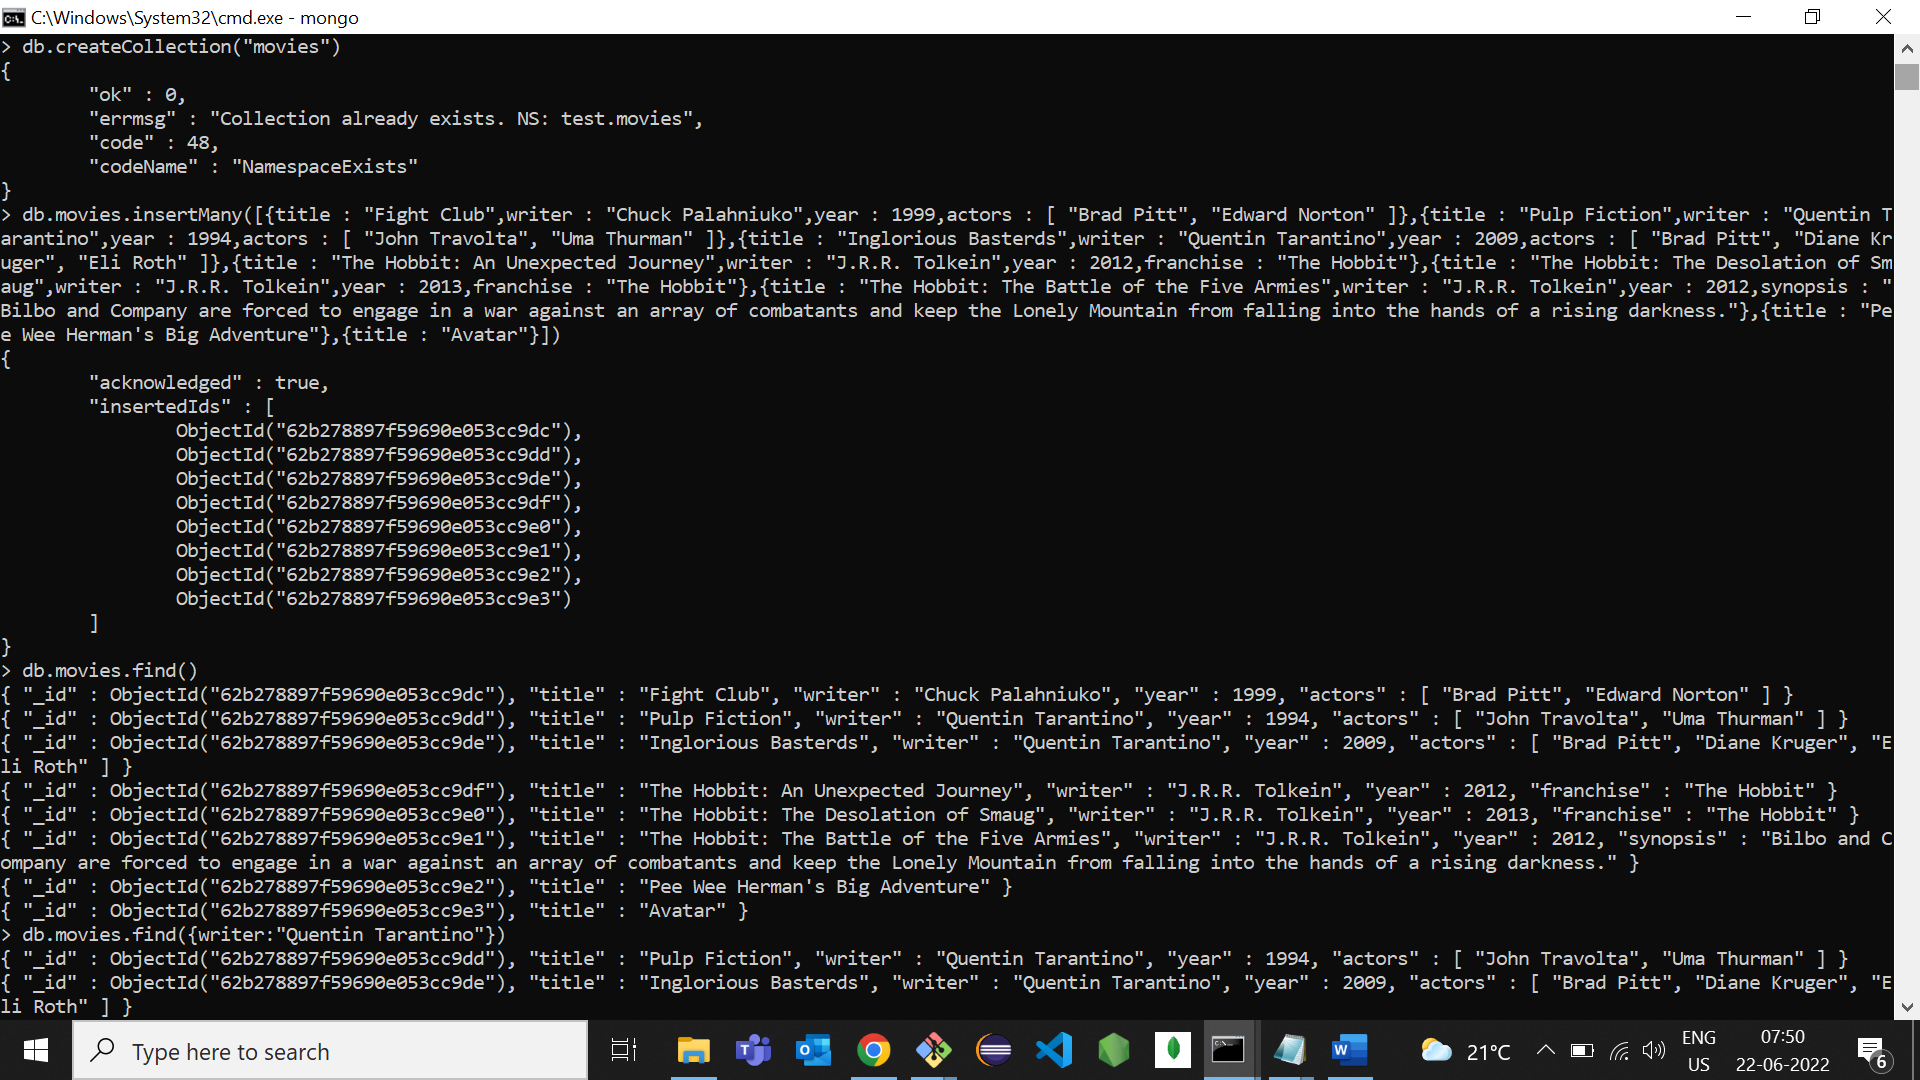 C:\Windows\System32\cmd.exe - mongo
> db.createCollection("movies")
{
        "ok" : 0,
        "errmsg" : "Collection already exists. NS: test.movies",
        "code" : 48,
        "codeName" : "NamespaceExists"
}
> db.movies.insertMany([{title : "Fight Club",writer : "Chuck Palahniuko",year : 1999,actors : [ "Brad Pitt", "Edward Norton" ]},{title : "Pulp Fiction",writer : "Quentin T
arantino",year : 1994,actors : [ "John Travolta", "Uma Thurman" ]},{title : "Inglorious Basterds",writer : "Quentin Tarantino",year : 2009,actors : [ "Brad Pitt", "Diane Kr
uger", "Eli Roth" ]},{title : "The Hobbit: An Unexpected Journey",writer : "J.R.R. Tolkein",year : 2012,franchise : "The Hobbit"},{title : "The Hobbit: The Desolation of Sm
aug",writer : "J.R.R. Tolkein",year : 2013,franchise : "The Hobbit"},{title : "The Hobbit: The Battle of the Five Armies",writer : "J.R.R. Tolkein",year : 2012,synopsis : "
Bilbo and Company are forced to engage in a war against an array of combatants and keep the Lonely Mountain from falling into the hands of a rising darkness."},{title : "Pe
e Wee Herman's Big Adventure"},{title : "Avatar"}])
{
        "acknowledged" : true,
        "insertedIds" : [
                ObjectId("62b278897f59690e053cc9dc"),
                ObjectId("62b278897f59690e053cc9dd"),
                ObjectId("62b278897f59690e053cc9de"),
                ObjectId("62b278897f59690e053cc9df"),
                ObjectId("62b278897f59690e053cc9e0"),
                ObjectId("62b278897f59690e053cc9e1"),
                ObjectId("62b278897f59690e053cc9e2"),
                ObjectId("62b278897f59690e053cc9e3")
        ]
}
> db.movies.find()
{ "_id" : ObjectId("62b278897f59690e053cc9dc"), "title" : "Fight Club", "writer" : "Chuck Palahniuko", "year" : 1999, "actors" : [ "Brad Pitt", "Edward Norton" ] }
{ "_id" : ObjectId("62b278897f59690e053cc9dd"), "title" : "Pulp Fiction", "writer" : "Quentin Tarantino", "year" : 1994, "actors" : [ "John Travolta", "Uma Thurman" ] }
{ "_id" : ObjectId("62b278897f59690e053cc9de"), "title" : "Inglorious Basterds", "writer" : "Quentin Tarantino", "year" : 2009, "actors" : [ "Brad Pitt", "Diane Kruger", "E
li Roth" ] }
{ "_id" : ObjectId("62b278897f59690e053cc9df"), "title" : "The Hobbit: An Unexpected Journey", "writer" : "J.R.R. Tolkein", "year" : 2012, "franchise" : "The Hobbit" }
{ "_id" : ObjectId("62b278897f59690e053cc9e0"), "title" : "The Hobbit: The Desolation of Smaug", "writer" : "J.R.R. Tolkein", "year" : 2013, "franchise" : "The Hobbit" }
{ "_id" : ObjectId("62b278897f59690e053cc9e1"), "title" : "The Hobbit: The Battle of the Five Armies", "writer" : "J.R.R. Tolkein", "year" : 2012, "synopsis" : "Bilbo and C
ompany are forced to engage in a war against an array of combatants and keep the Lonely Mountain from falling into the hands of a rising darkness." }
{ "_id" : ObjectId("62b278897f59690e053cc9e2"), "title" : "Pee Wee Herman's Big Adventure" }
{ "_id" : ObjectId("62b278897f59690e053cc9e3"), "title" : "Avatar" }
> db.movies.find({writer:"Quentin Tarantino"})
{ "_id" : ObjectId("62b278897f59690e053cc9dd"), "title" : "Pulp Fiction", "writer" : "Quentin Tarantino", "year" : 1994, "actors" : [ "John Travolta", "Uma Thurman" ] }
{ "_id" : ObjectId("62b278897f59690e053cc9de"), "title" : "Inglorious Basterds", "writer" : "Quentin Tarantino", "year" : 2009, "actors" : [ "Brad Pitt", "Diane Kruger", "E
li Roth" ] }
Type here to search
21°C
ENG
US
07:50
22-06-2022
6